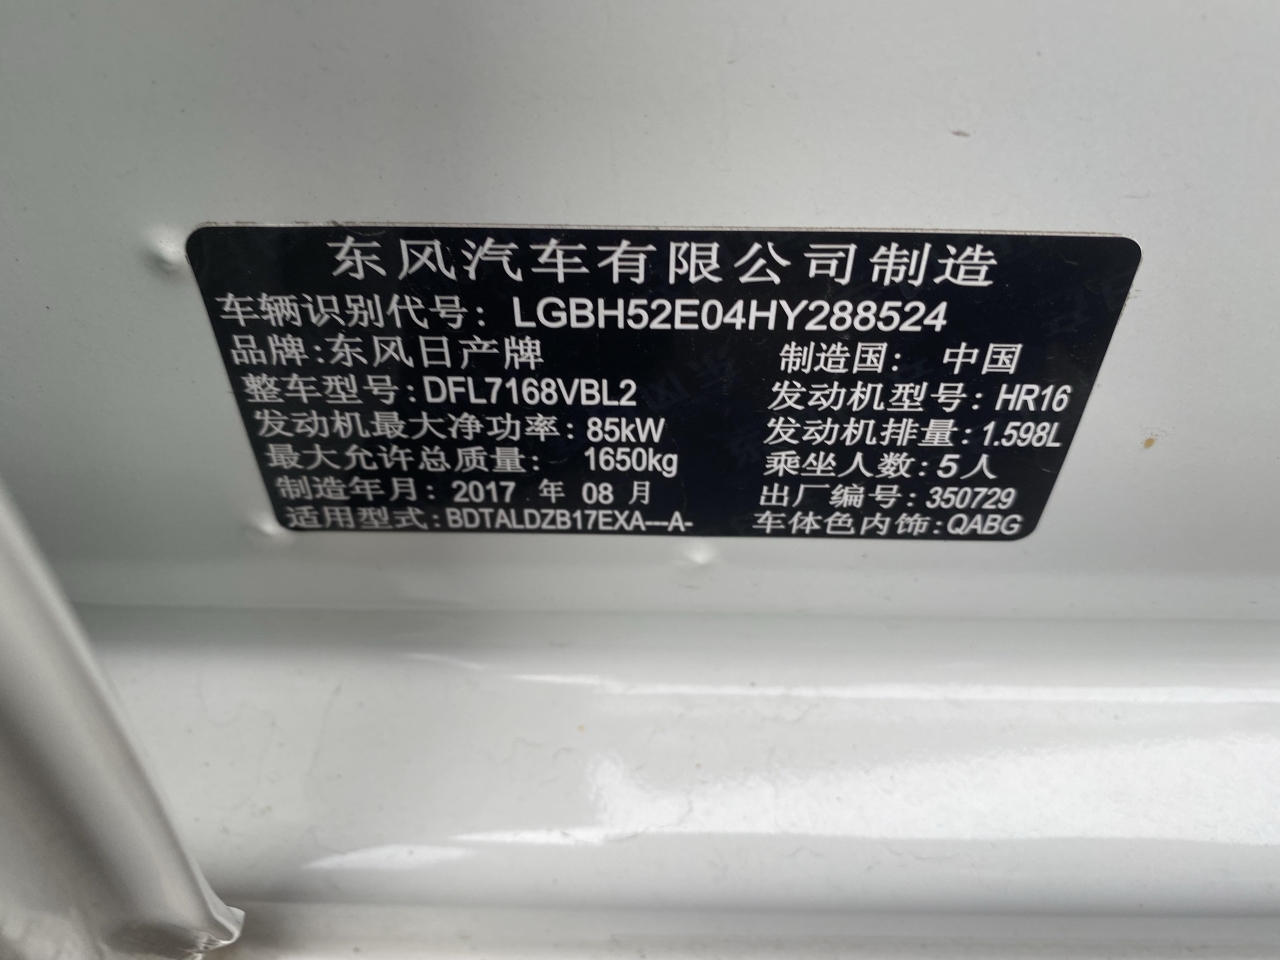 东风汽车有限公司制造
车辆识别代号：LGBH52E04HY288524
品牌:东风日产牌 制造国：中国
整车型号:DFL7168VBL2 发动机型号:HR16
发动机最大净功率:85kW 发动机排量:1.598L
最大允许总质量：1650kg 乘坐人数:5人
制造年月:2017 年 08 月 出厂编号:350729
适用型式:BDTALDZB17EXA---A- 车体色内饰:QABG